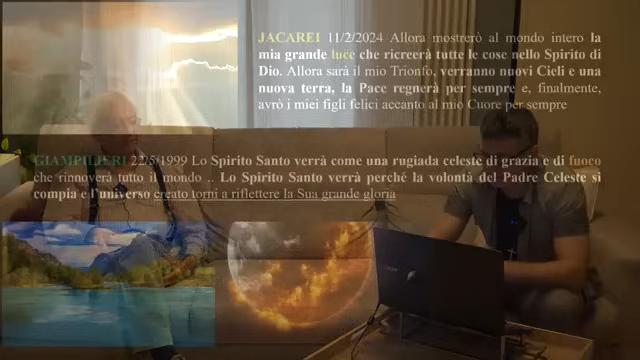 JACAREI 11/2/2024 Allora mostrerò al mondo intero la
mia grande luce che ricreerà tutte le cose nello Spirito di
Dio. Allora sarà il mio Trionfo, verranno nuovi Cieli e una
nuova terra, la Pace regnerà per sempre e, finalmente,
avrò i miei figli felici accanto al mio Cuore per sempre
GIAMPILIERI 22/5/1999 Lo Spirito Santo verrà come una rugiada celeste di grazia e di fuoco
che rinnoverà tutto il mondo .. Lo Spirito Santo verrà perché la volontà del Padre Celeste si
compia e l'universo creato torni a riflettere la Sua grande gloria
acer